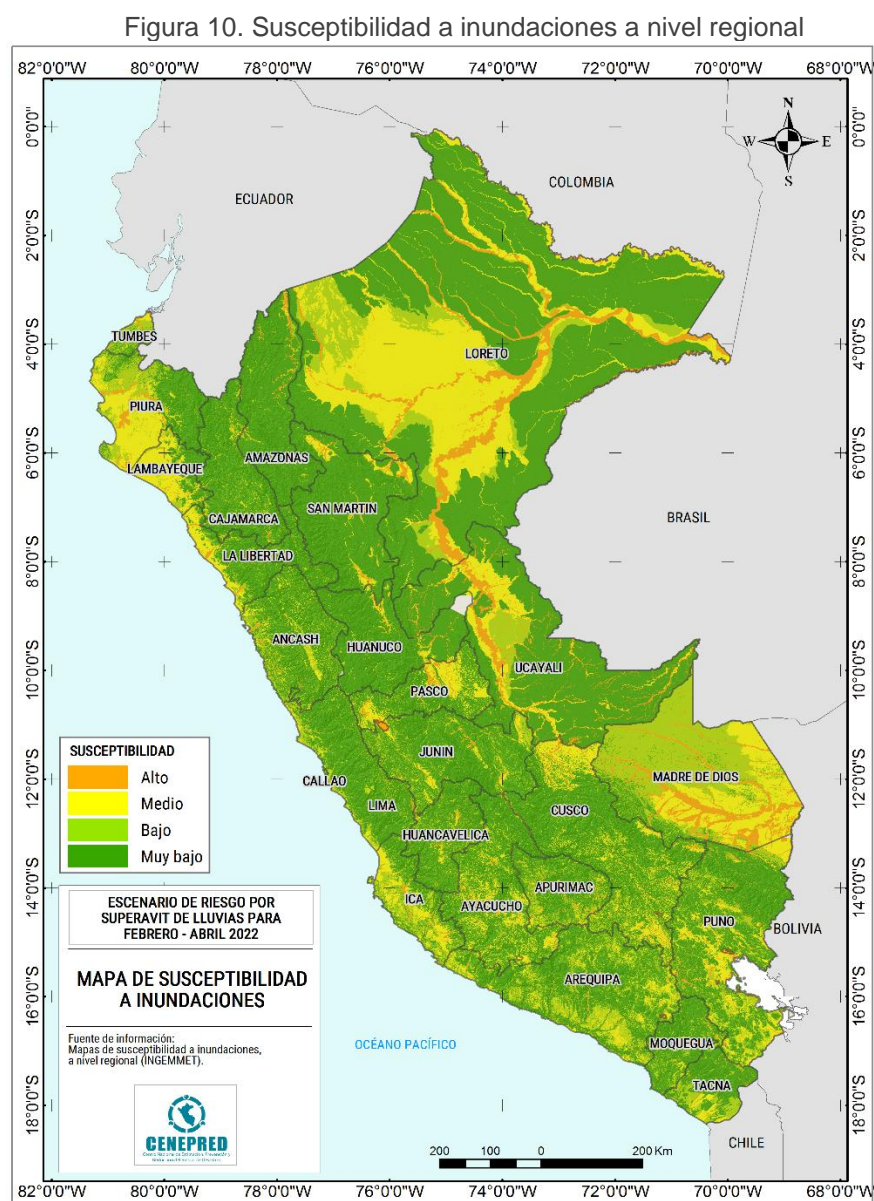 Figura 10. Susceptibilidad a inundaciones a nivel regional
82°0'0"W 80°0'0"W 78°0'0"W 76°0'0"W 74°0'0"W 72°0'0"W 70°0'0"W 68°0'0"W
N
W E
S
0°0'0"
2°0'0"S
4°0'0"S
6°0'0"S
8°0'0"S
10°0'0"S
12°0'0"S
14°0'0"S
16°0'0"S
18°0'0"S
0°0'0"
2°0'0"S
4°0'0"S
6°0'0"S
8°0'0"S
10°0'0"S
12°0'0"S
14°0'0"S
16°0'0"S
18°0'0"S
COLOMBIA
ECUADOR
TUMBES
LORETO
PIURA
LAMBAYEQUE
AMAZONAS
SAN MARTIN
CAJAMARCA
BRASIL
LA LIBERTAD
ANCASH
HUANUCO
UCAYALI
PASCO
JUNIN
MADRE DE DIOS
CALLAO
LIMA
CUSCO
HUANCAVELICA
APURIMAC
ICA
AYACUCHO
PUNO
BOLIVIA
AREQUIPA
OCÉANO PACÍFICO
MOQUEGUA
TACNA
CHILE
SUSCEPTIBILIDAD
Alto
Medio
Bajo
Muy bajo
ESCENARIO DE RIESGO POR
SUPERAVIT DE LLUVIAS PARA
FEBRERO - ABRIL 2022
MAPA DE SUSCEPTIBILIDAD
A INUNDACIONES
Fuente de información:
Mapas de susceptibilidad a inundaciones,
a nivel regional (INGEMMET).
CENEPRED
200 100 0 200 Km
82°0'0"W 80°0'0"W 78°0'0"W 76°0'0"W 74°0'0"W 72°0'0"W 70°0'0"W 68°0'0"W